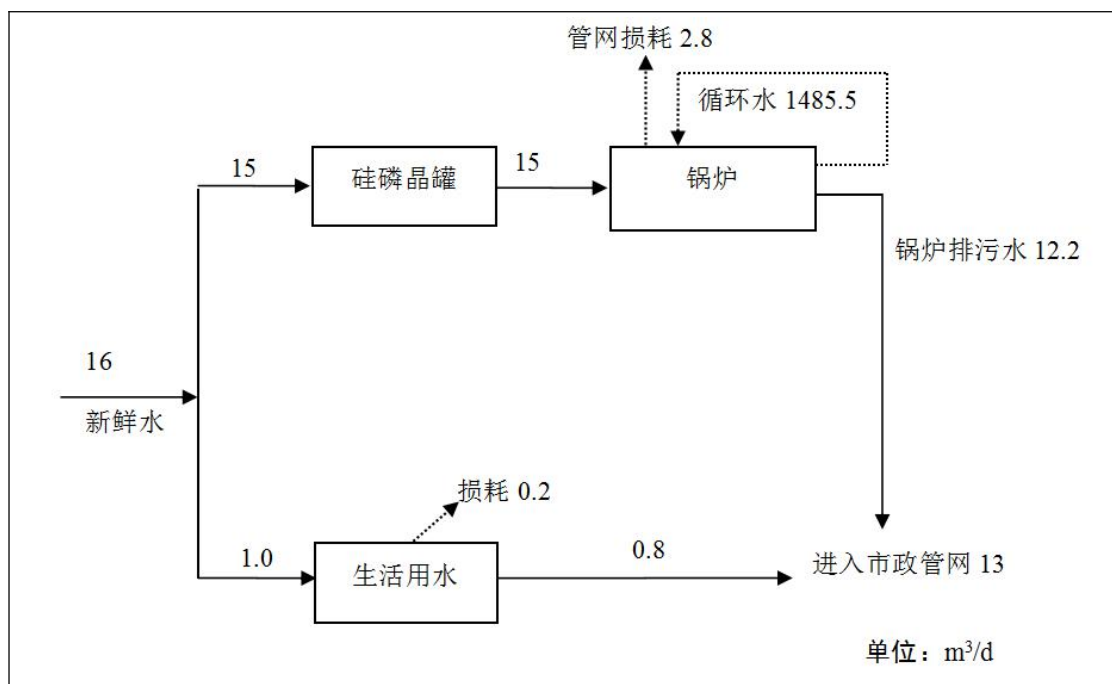 管网损耗 2.8
循环水 1485.5
15
硅磷晶罐
15
锅炉
锅炉排污水 12.2
16
新鲜水
损耗 0.2
1.0
生活用水
0.8
进入市政管网 13
单位：m³/d